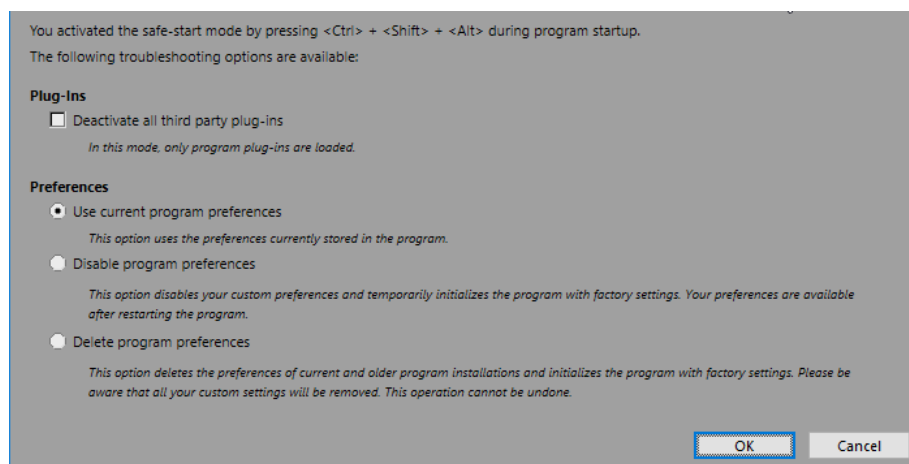 You activated the safe-start mode by pressing <Ctrl> + <Shift> + <Alt> during program startup.
The following troubleshooting options are available:
Plug-Ins
Deactivate all third party plug-ins
In this mode, only program plug-ins are loaded.
Preferences
Use current program preferences
This option uses the preferences currently stored in the program.
Disable program preferences
This option disables your custom preferences and temporarily initializes the program with factory settings. Your preferences are available
after restarting the program.
Delete program preferences
This option deletes the preferences of current and older program installations and initializes the program with factory settings. Please be
aware that all your custom settings will be removed. This operation cannot be undone.
OK Cancel